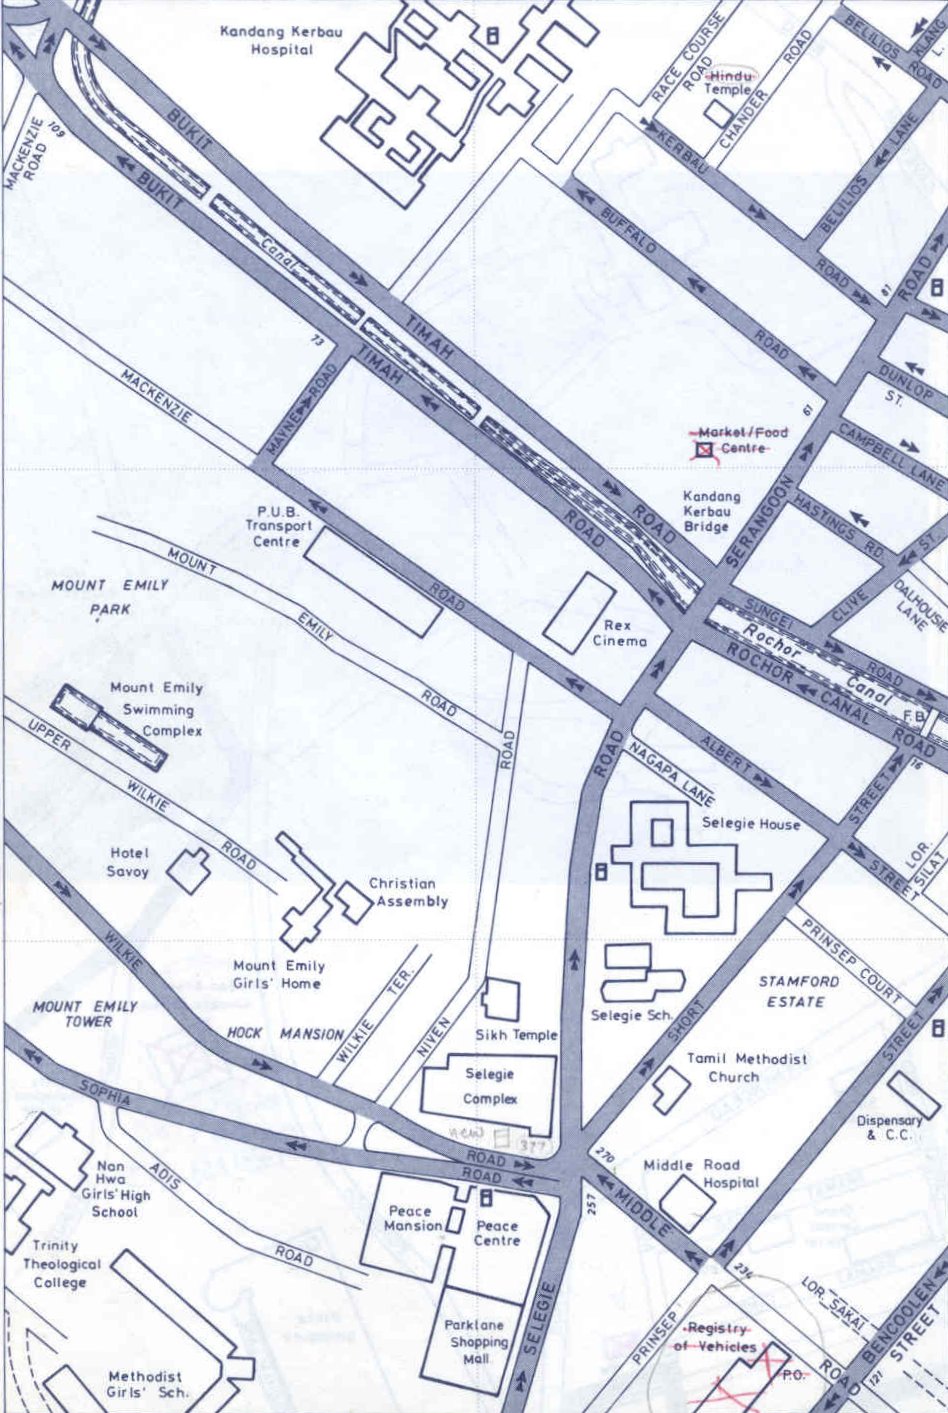 Kandang Kerbau
Hospital
RACE COURSE
ROAD
Hindu
Temple
CHANDER ROAD
BELILIOS
ROAD
KLANG
L.
MACKENZIE
ROAD
109
BUKIT
BUKIT
KERBAU
ROAD
BELILIOS LANE
BUFFALO
ROAD
Canal
TIMAH
TIMAH
73
MAYNE ROAD
MACKENZIE
87
ROAD
DUNLOP
ST.
61
CAMPBELL LANE
Market/Food
Centre
Kandang
Kerbau
Bridge
SERANGOON
HASTINGS RD.
CLIVE
ST.
DALHOUSIE
LANE
P.U.B.
Transport
Centre
ROAD
ROAD
ROAD
MOUNT
EMILY
ROAD
MOUNT EMILY
PARK
Rex
Cinema
SUNGEI
ROAD
Rochor
Canal
ROCHOR CANAL
ROAD
F.B.
16
Mount Emily
Swimming
Complex
UPPER
WILKIE
ROAD
ROAD
ROAD
NAGAPA LANE
ALBERT
STREET
STREET
LOR.
SILAT
Selegie House
Hotel
Savoy
Christian
Assembly
Mount Emily
Girls' Home
WILKIE
PRINSEP COURT
STAMFORD
ESTATE
MOUNT EMILY
TOWER
HOCK MANSION
WILKIE TER.
NIVEN
Sikh Temple
Selegie Sch.
SHORT
STREET
Selegie
Complex
Tamil Methodist
Church
Dispensary
& C.C.
SOPHIA
new
377
ROAD
ROAD
270
257
MIDDLE
Middle Road
Hospital
Nan
Hwa
Girls' High
School
ADIS
ROAD
Peace
Mansion
Peace
Centre
Trinity
Theological
College
SELEGIE
Parklane
Shopping
Mall
234
LOR. SAKAI
BENCOOLEN
STREET
PRINSEP
Registry
of Vehicles
P.O.
ROAD
121
Methodist
Girls' Sch.